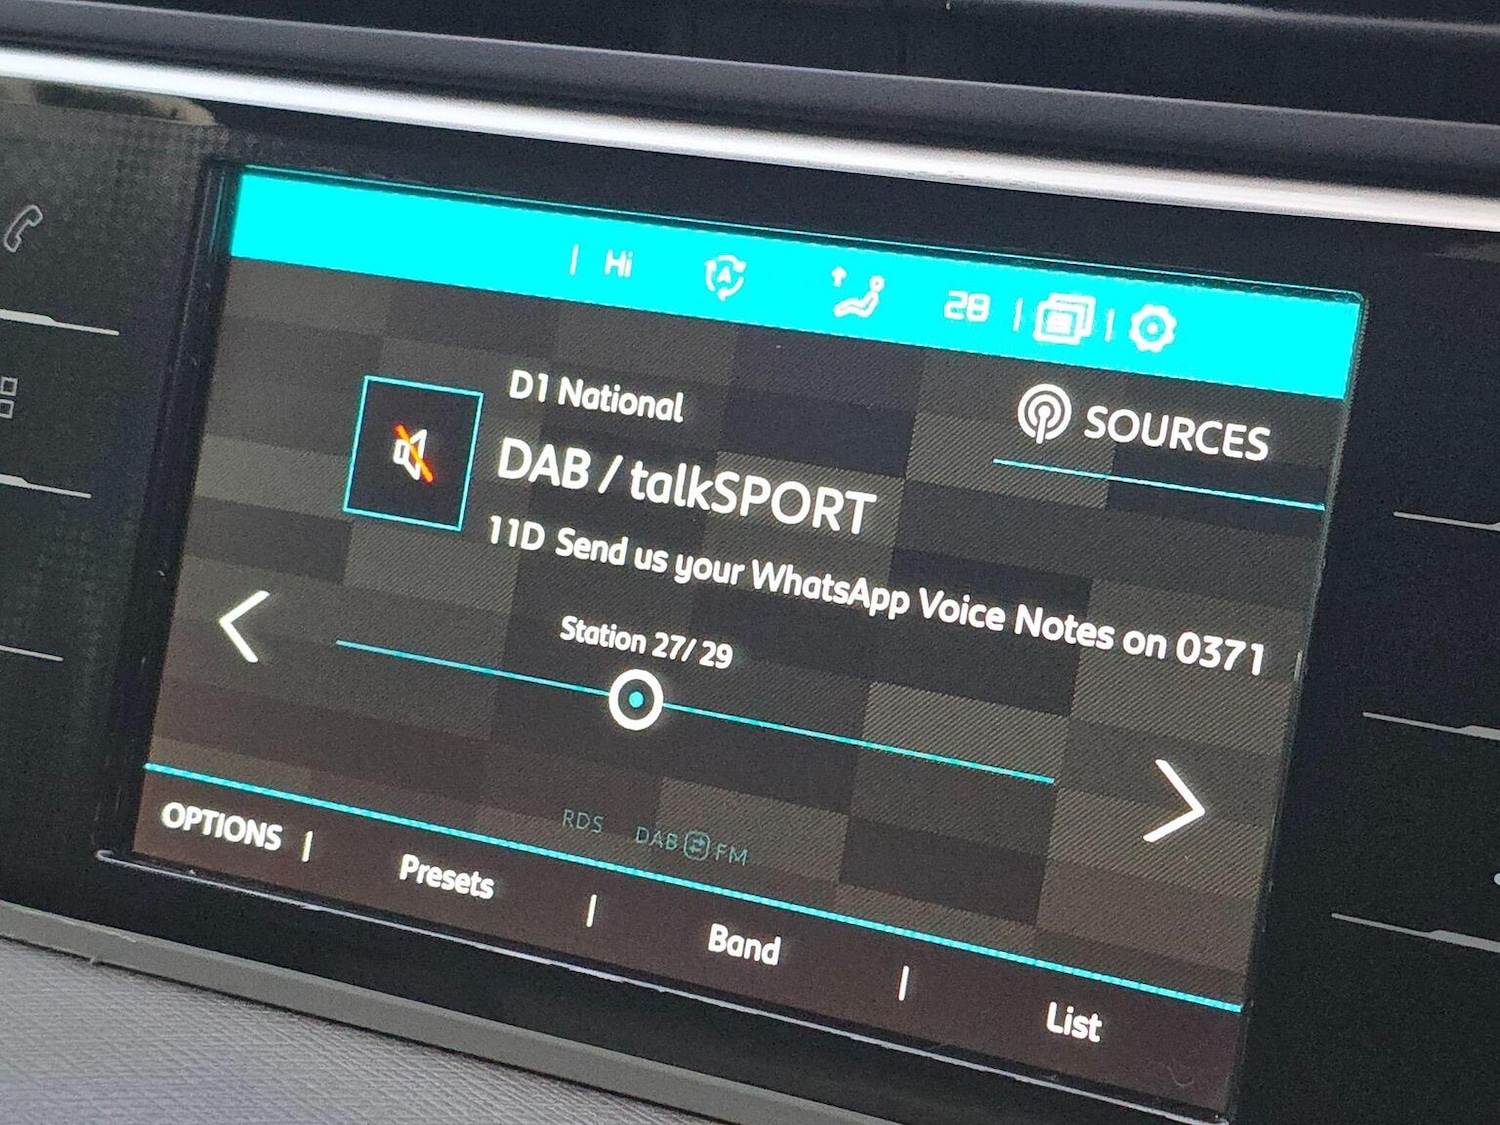 | Hi A 28 | |
D1 National
SOURCES
DAB / talkSPORT
11D Send us your WhatsApp Voice Notes on 0371
Station 27/ 29
RDS DAB FM
OPTIONS | Presets | Band | List